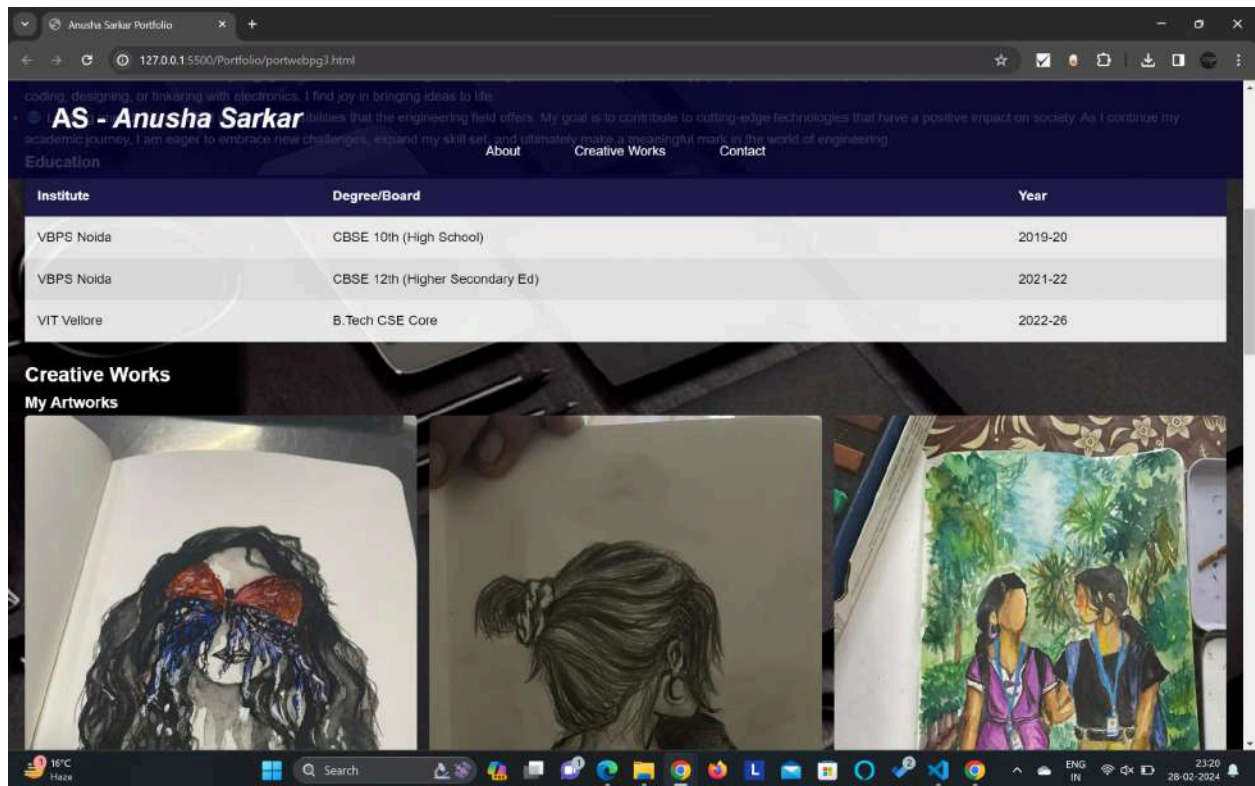 Anusha Sarkar Portfolio
127.0.0.1:5500/Portfolio/portwebpg3.html
coding, designing, or tinkering with electronics. I find joy in bringing ideas to life.
AS - Anusha Sarkar
that the engineering field offers. My goal is to contribute to cutting-edge technologies that have a positive impact on society. As I continue my
academic journey, I am eager to embrace new challenges, expand my skill set, and ultimately make a meaningful mark in the world of engineering.
About Creative Works Contact
Education
Institute Degree/Board Year
VBPS Noida CBSE 10th (High School) 2019-20
VBPS Noida CBSE 12th (Higher Secondary Ed) 2021-22
VIT Vellore B.Tech CSE Core 2022-26
Creative Works
My Artworks
16°C
Haze
Search
ENG
IN
23:20
28-02-2024